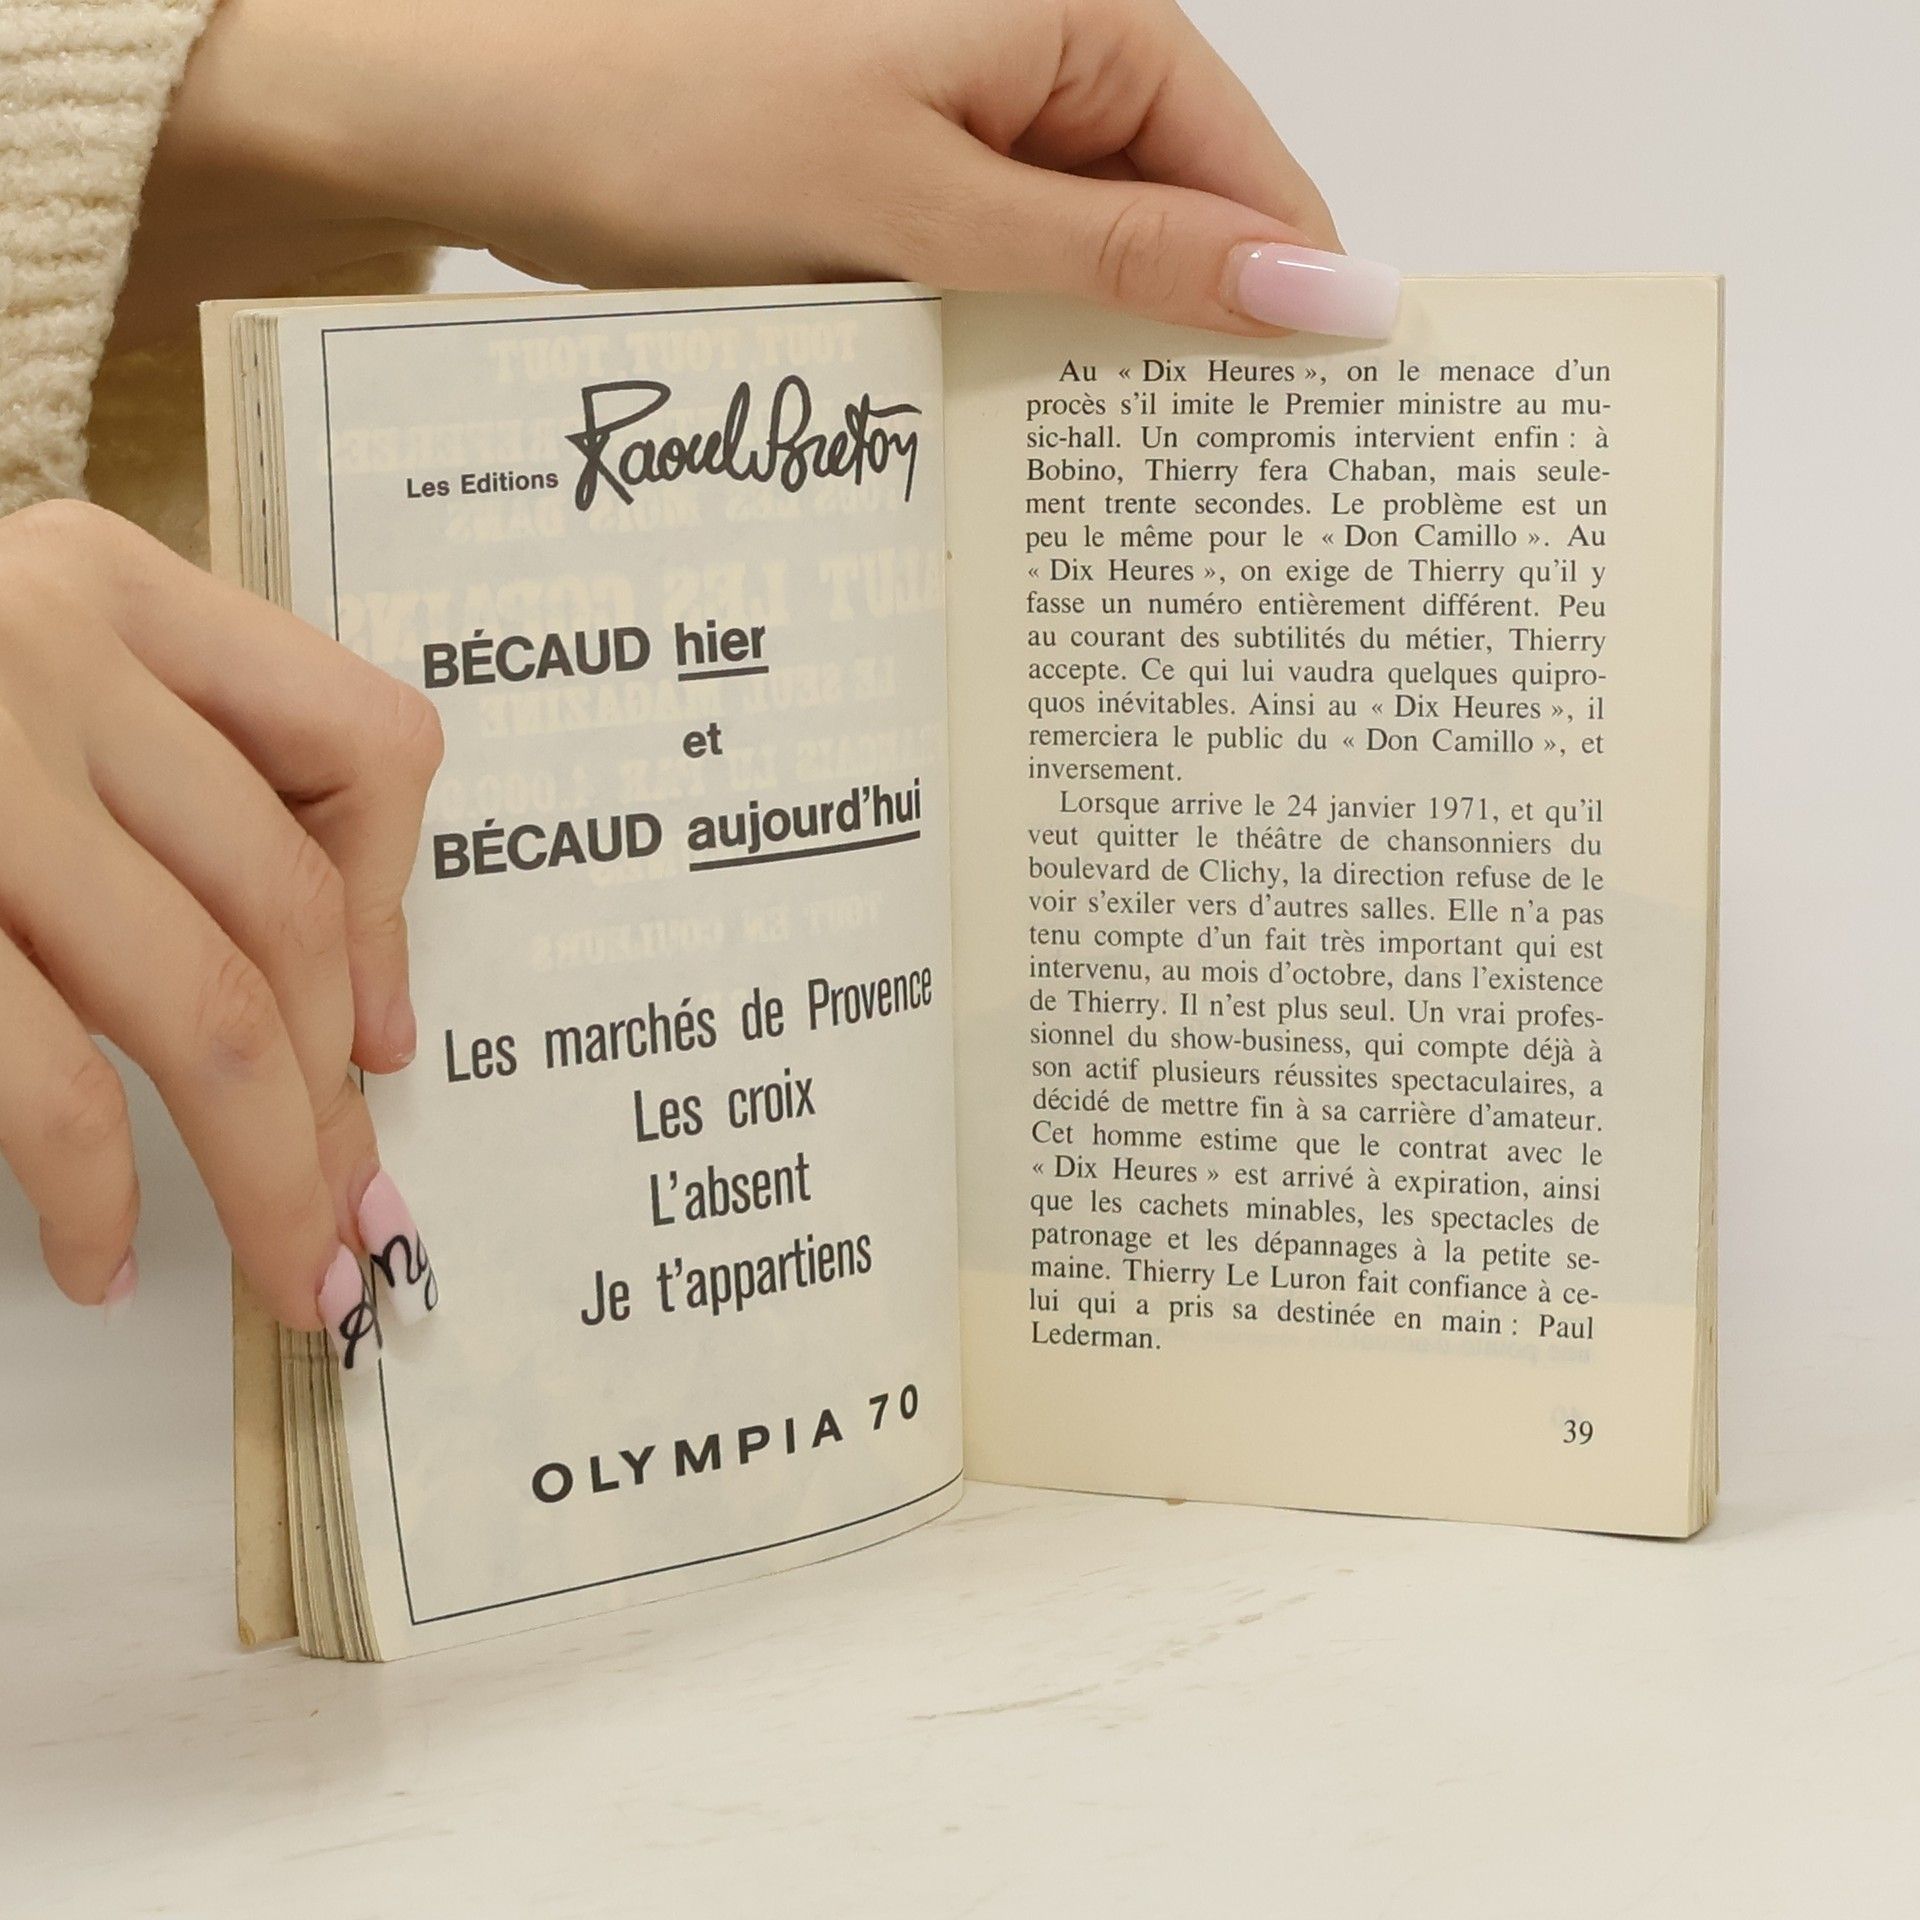 Les Editions Raoul Breton
BÉCAUD hier
et
BÉCAUD aujourd'hui
Les marchés de Provence
Les croix
L'absent
Je t'appartiens
OLYMPIA 70
Au « Dix Heures », on le menace d'un
procès s'il imite le Premier ministre au mu-
sic-hall. Un compromis intervient enfin : à
Bobino, Thierry fera Chaban, mais seule-
ment trente secondes. Le problème est un
peu le même pour le « Don Camillo ». Au
« Dix Heures », on exige de Thierry qu'il y
fasse un numéro entièrement différent. Peu
au courant des subtilités du métier, Thierry
accepte. Ce qui lui vaudra quelques quipro-
quos inévitables. Ainsi au « Dix Heures », il
remerciera le public du « Don Camillo », et
inversement.
Lorsque arrive le 24 janvier 1971, et qu'il
veut quitter le théâtre de chansonniers du
boulevard de Clichy, la direction refuse de le
voir s'exiler vers d'autres salles. Elle n'a pas
tenu compte d'un fait très important qui est
intervenu, au mois d'octobre, dans l'existence
de Thierry. Il n'est plus seul. Un vrai profes-
sionnel du show-business, qui compte déjà à
son actif plusieurs réussites spectaculaires, a
décidé de mettre fin à sa carrière d'amateur.
Cet homme estime que le contrat avec le
« Dix Heures » est arrivé à expiration, ainsi
que les cachets minables, les spectacles de
patronage et les dépannages à la petite se-
maine. Thierry Le Luron fait confiance à ce-
lui qui a pris sa destinée en main : Paul
Lederman.
39